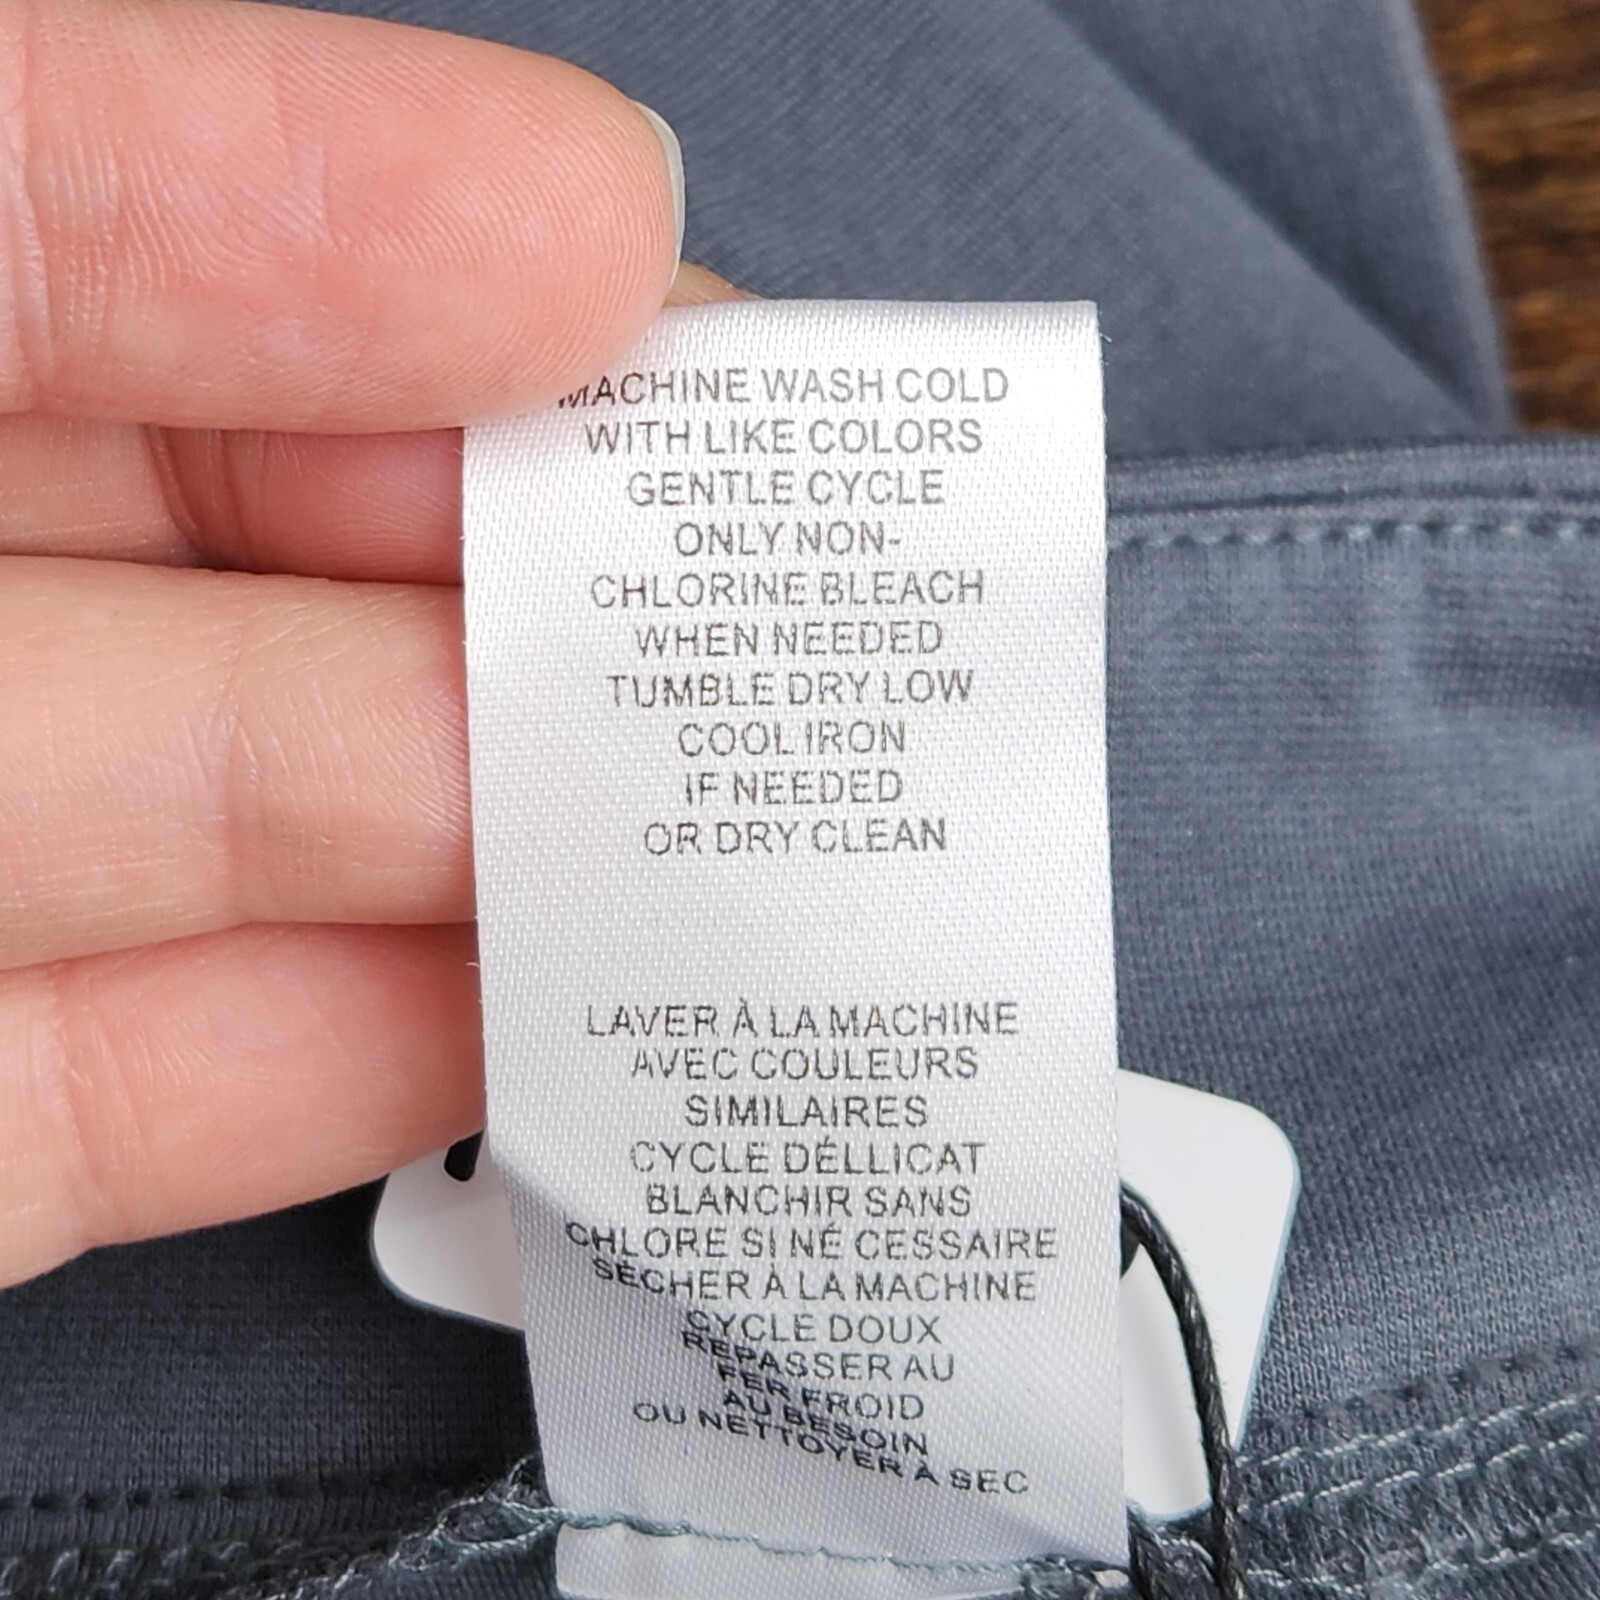 MACHINE WASH COLD
WITH LIKE COLORS
GENTLE CYCLE
ONLY NON-
CHLORINE BLEACH
WHEN NEEDED
TUMBLE DRY LOW
COOL IRON
IF NEEDED
OR DRY CLEAN
LAVER À LA MACHINE
AVEC COULEURS
SIMILAIRES
CYCLE DÉLLICAT
BLANCHIR SANS
CHLORE SI NÉ CESSAIRE
SÉCHER À LA MACHINE
CYCLE DOUX
REPASSER AU
FER FROID
AU BESOIN
OU NETTOYER À SEC